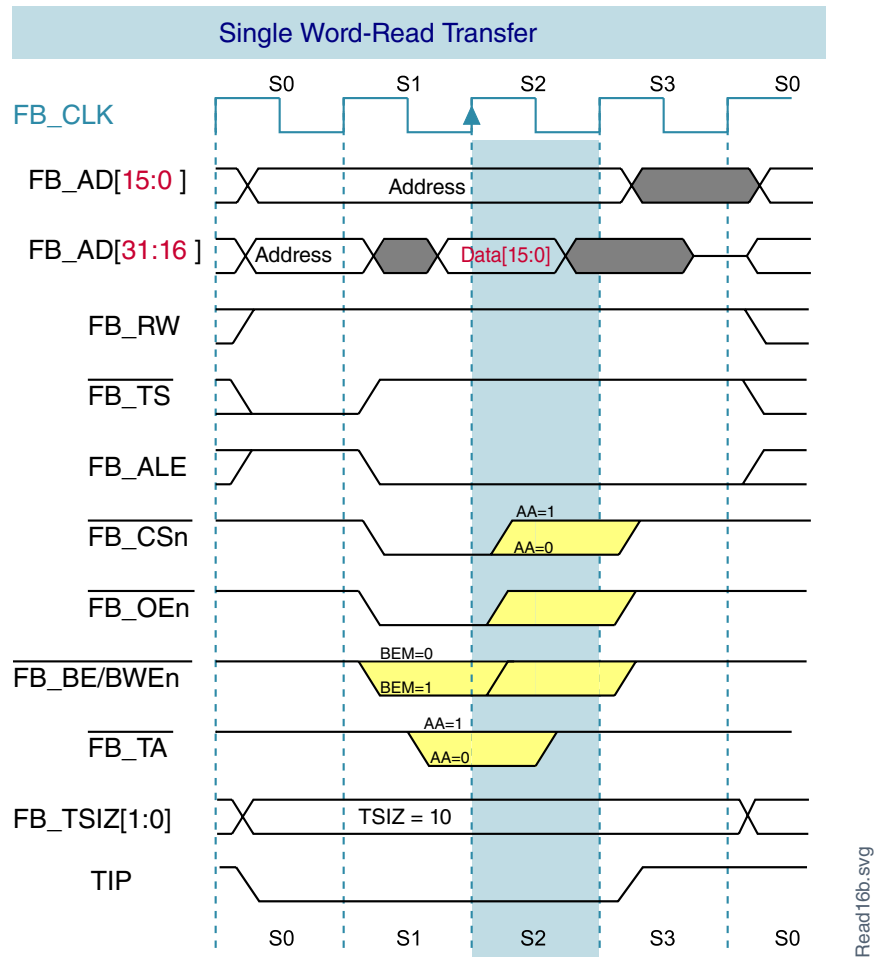 Single Word-Read Transfer
S0 S1 S2 S3 S0
FB_CLK
FB_AD[15:0 ] Address
FB_AD[31:16 ] Address Data[15:0]
FB_RW
FB_TS
FB_ALE
AA=1
FB_CSn
AA=0
FB_OEn
BEM=0
FB_BE/BWEn
BEM=1
AA=1
FB_TA
AA=0
FB_TSIZ[1:0] TSIZ = 10
TIP
S0 S1 S2 S3 S0
Read16b.svg